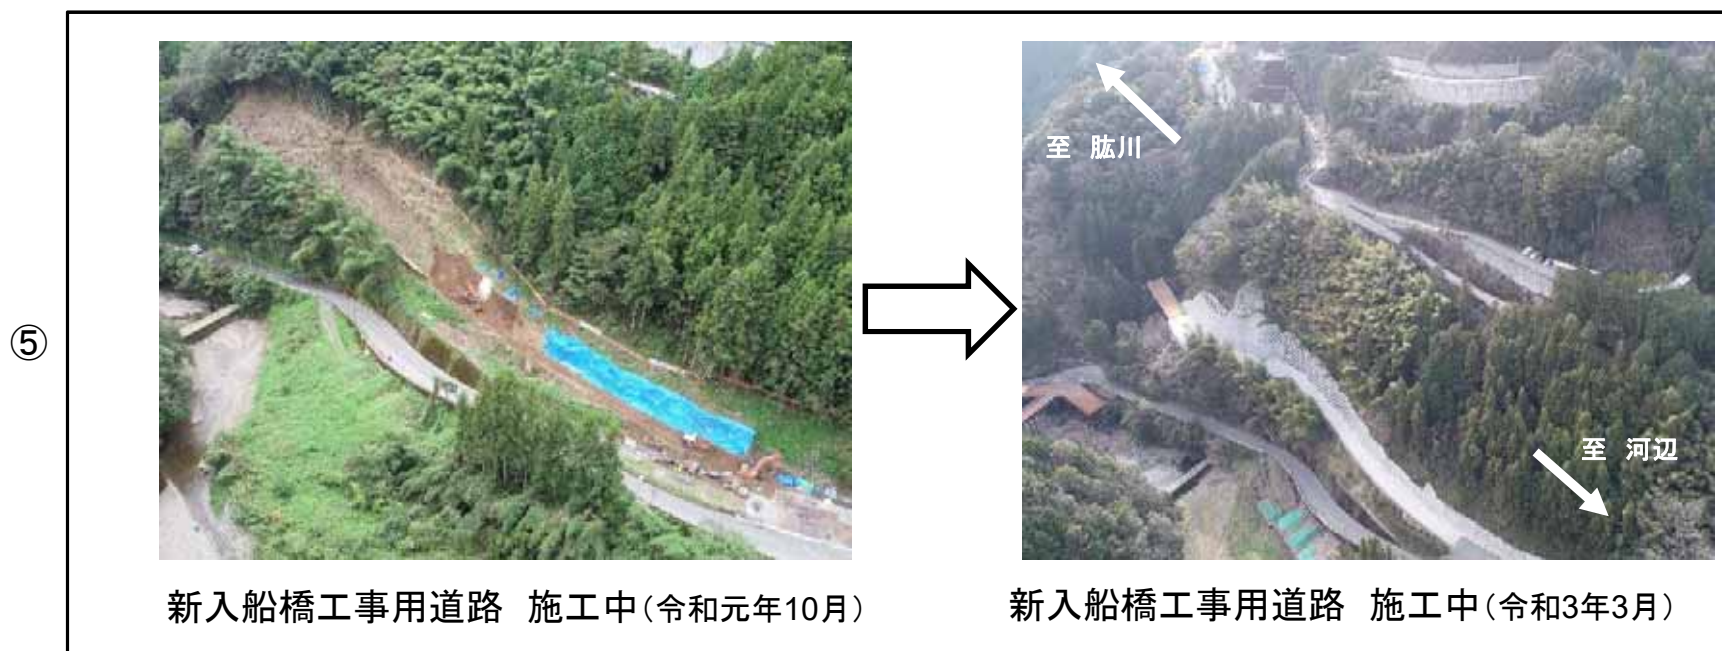 ⑤
至　肱川
至　河辺
新入船橋工事用道路　施工中（令和元年10月）
新入船橋工事用道路　施工中（令和3年3月）